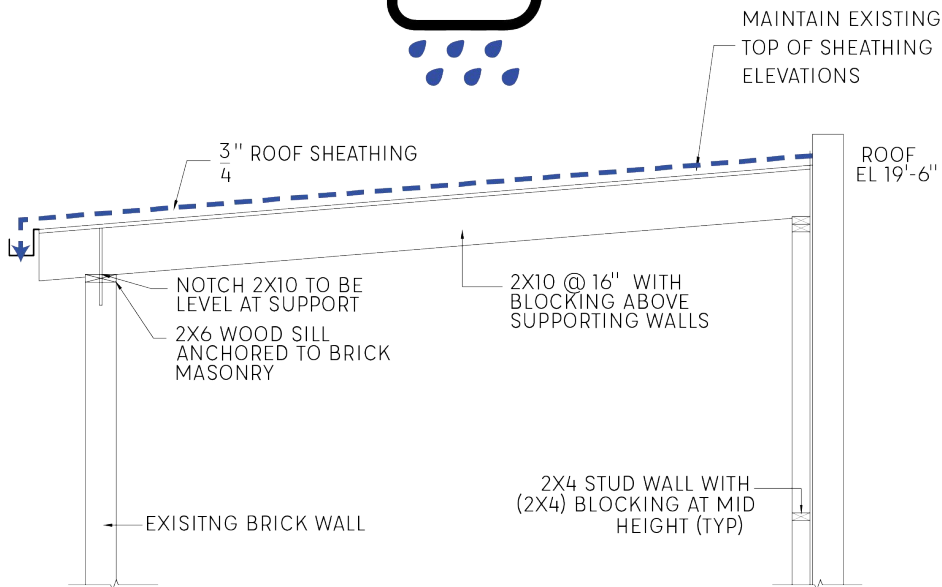 MAINTAIN EXISTING
TOP OF SHEATHING
ELEVATIONS
3/4" ROOF SHEATHING
ROOF
EL 19'-6"
NOTCH 2X10 TO BE
LEVEL AT SUPPORT
2X6 WOOD SILL
ANCHORED TO BRICK
MASONRY
2X10 @ 16" WITH
BLOCKING ABOVE
SUPPORTING WALLS
2X4 STUD WALL WITH
(2X4) BLOCKING AT MID
HEIGHT (TYP)
EXISITNG BRICK WALL